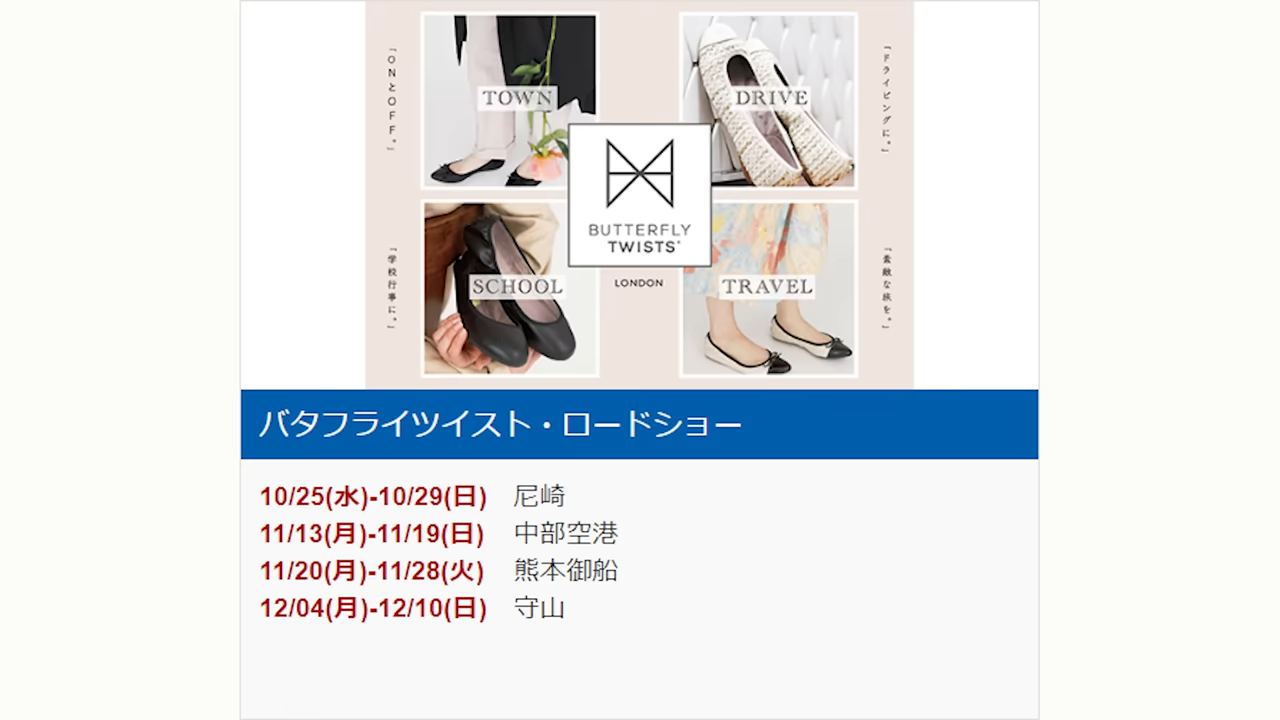 「ONとOFF。」
TOWN
DRIVE
「ドライビングに。」
BUTTERFLY
TWISTS®
LONDON
「学校行事に。」
SCHOOL
TRAVEL
「素敵な旅を。」
バタフライツイスト・ロードショー
10/25(水)-10/29(日) 尼崎
11/13(月)-11/19(日) 中部空港
11/20(月)-11/28(火) 熊本御船
12/04(月)-12/10(日) 守山